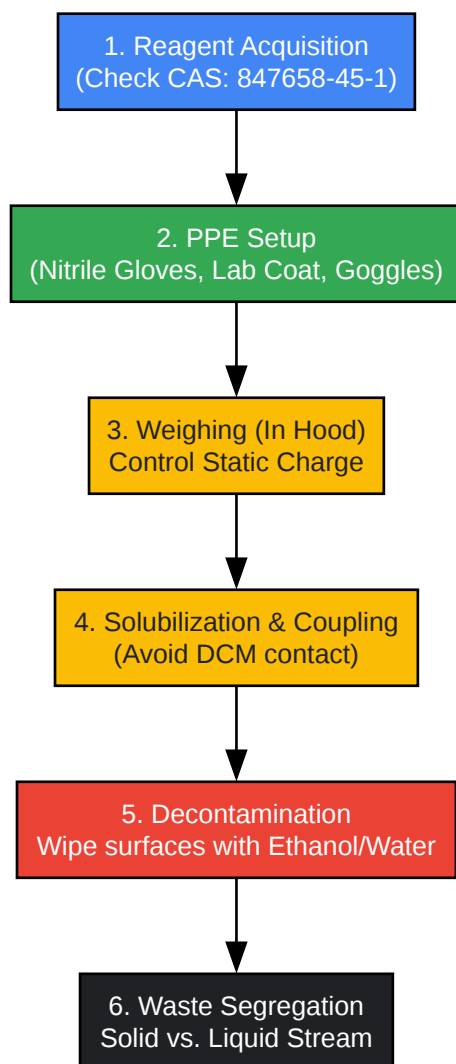 1. Reagent Acquisition
(Check CAS: 847658-45-1)
2. PPE Setup
(Nitrile Gloves, Lab Coat, Goggles)
3. Weighing (In Hood)
Control Static Charge
4. Solubilization & Coupling
(Avoid DCM contact)
5. Decontamination
Wipe surfaces with Ethanol/Water
6. Waste Segregation
Solid vs. Liquid Stream